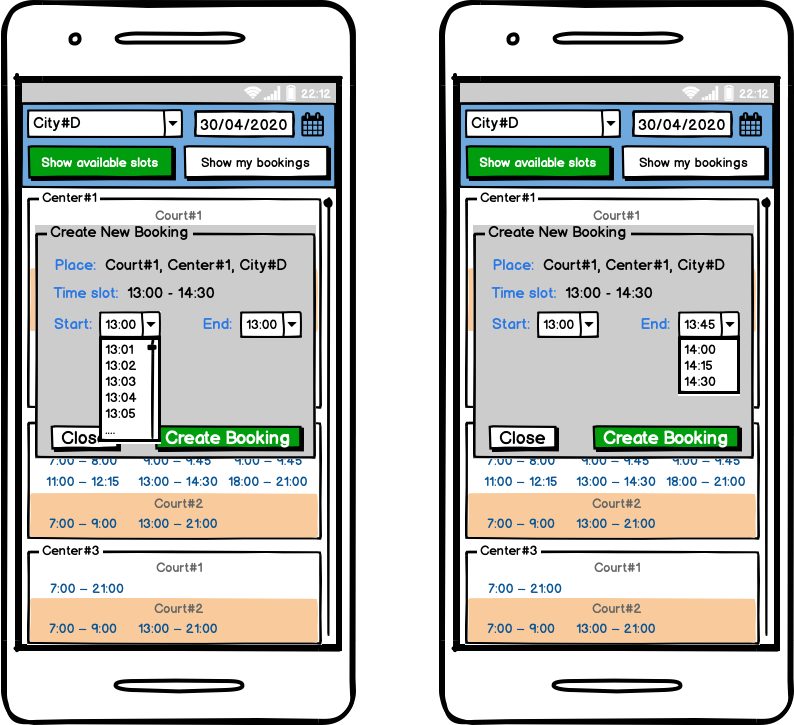 22:12
City#D 30/04/2020
Show available slots Show my bookings
Center#1
Court#1
Create New Booking
Place: Court#1, Center#1, City#D
Time slot: 13:00 - 14:30
Start: 13:00 End: 13:00
13:01
13:02
13:03
13:04
13:05
....
Clos Create Booking
7:00 – 8:00 9:00 – 9:45 9:00 – 9:45
11:00 – 12:15 13:00 – 14:30 18:00 – 21:00
Court#2
7:00 – 9:00 13:00 – 21:00
Center#3
Court#1
7:00 – 21:00
Court#2
7:00 – 9:00 13:00 – 21:00
22:12
City#D 30/04/2020
Show available slots Show my bookings
Center#1
Court#1
Create New Booking
Place: Court#1, Center#1, City#D
Time slot: 13:00 - 14:30
Start: 13:00 End: 13:45
14:00
14:15
14:30
Close Create Booking
7:00 – 8:00 9:00 – 9:45 9:00 – 9:45
11:00 – 12:15 13:00 – 14:30 18:00 – 21:00
Court#2
7:00 – 9:00 13:00 – 21:00
Center#3
Court#1
7:00 – 21:00
Court#2
7:00 – 9:00 13:00 – 21:00